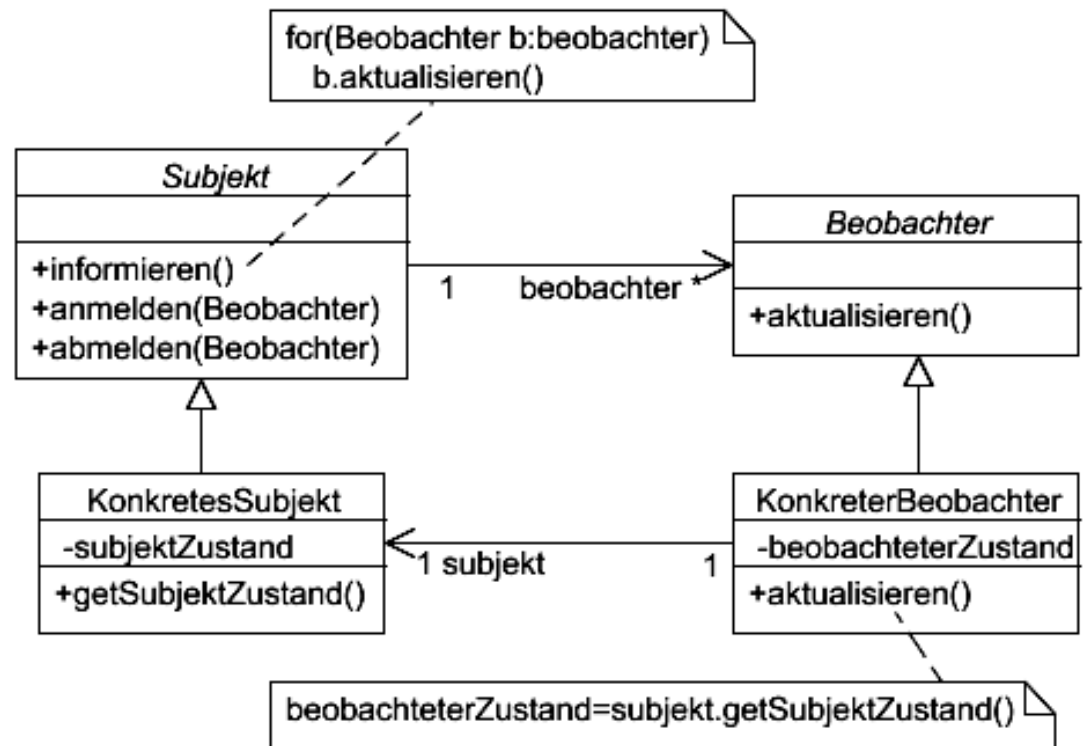 for(Beobachter b:beobachter)
b.aktualisieren()
Subjekt
+informieren()
+anmelden(Beobachter)
+abmelden(Beobachter)
1
beobachter *
Beobachter
+aktualisieren()
KonkretesSubjekt
-subjektZustand
+getSubjektZustand()
1 subjekt
1
KonkreterBeobachter
-beobachteterZustand
+aktualisieren()
beobachteterZustand=subjekt.getSubjektZustand()